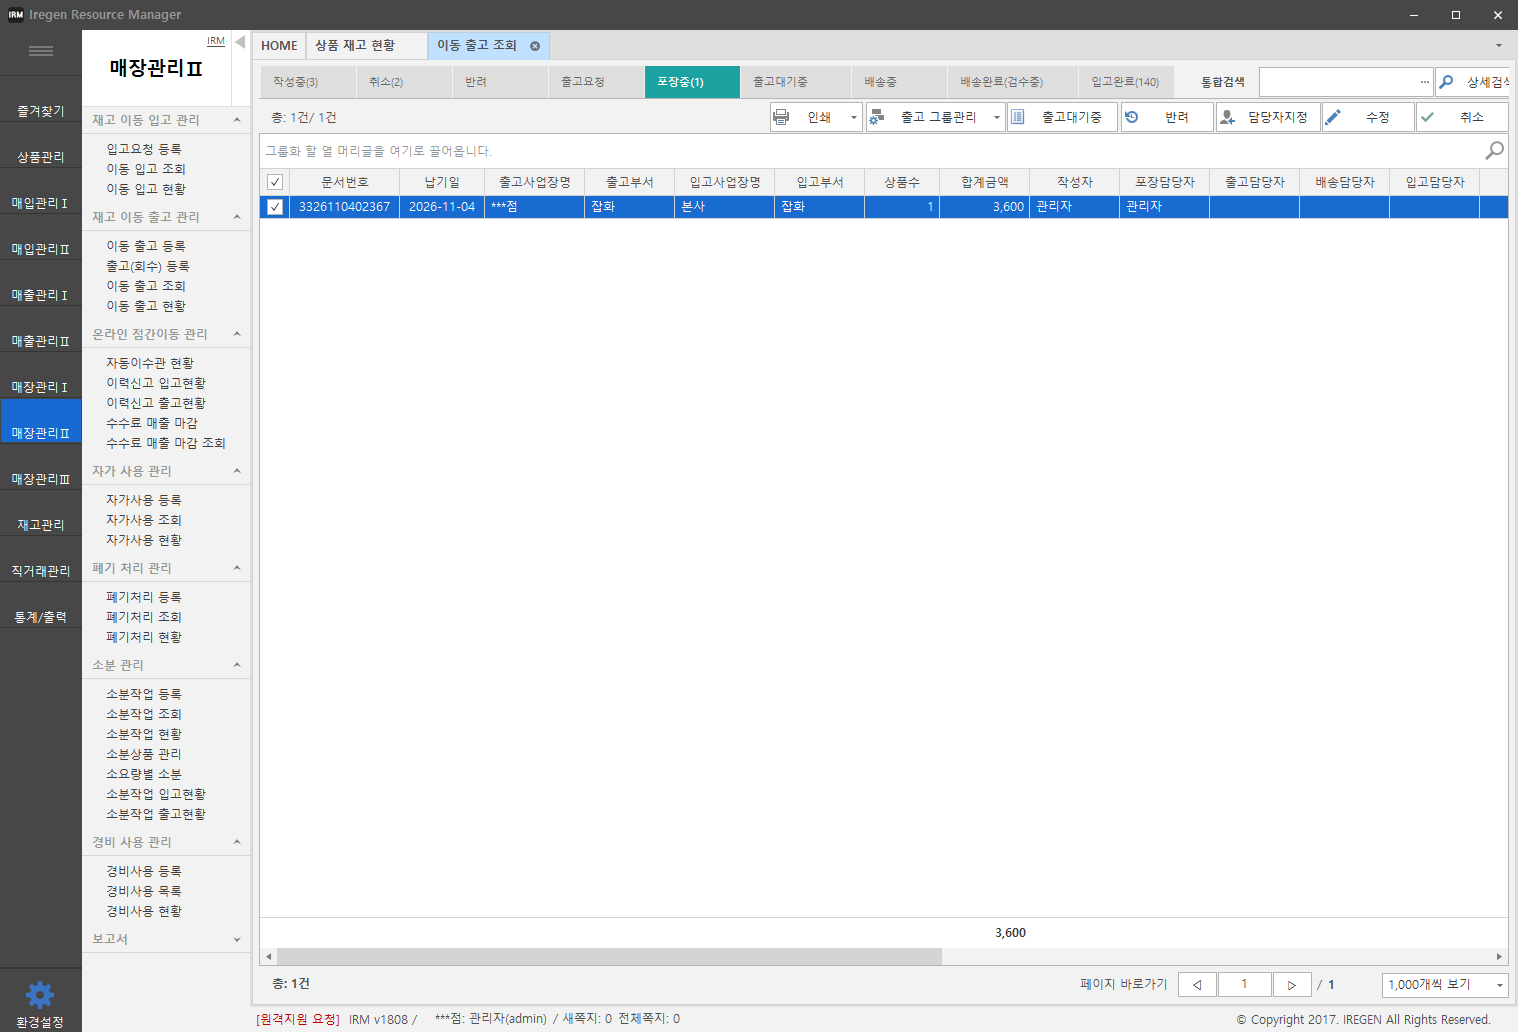 IRM Iregen Resource Manager
즐겨찾기
상품관리
매입관리Ⅰ
매입관리Ⅱ
매출관리Ⅰ
매출관리Ⅱ
매장관리Ⅰ
매장관리Ⅱ
매장관리Ⅲ
재고관리
직거래관리
통계/출력
환경설정
IRM
매장관리Ⅱ
재고 이동 입고 관리
입고요청 등록
이동 입고 조회
이동 입고 현황
재고 이동 출고 관리
이동 출고 등록
출고(회수) 등록
이동 출고 조회
이동 출고 현황
온라인 점간이동 관리
자동이수관 현황
이력신고 입고현황
이력신고 출고현황
수수료 매출 마감
수수료 매출 마감 조회
자가 사용 관리
자가사용 등록
자가사용 조회
자가사용 현황
폐기 처리 관리
폐기처리 등록
폐기처리 조회
폐기처리 현황
소분 관리
소분작업 등록
소분작업 조회
소분작업 현황
소분상품 관리
소요량별 소분
소분작업 입고현황
소분작업 출고현황
경비 사용 관리
경비사용 등록
경비사용 목록
경비사용 현황
보고서
HOME 상품 재고 현황 이동 출고 조회
작성중(3) 취소(2) 반려 출고요청 포장중(1) 출고대기중 배송중 배송완료(검수중) 입고완료(140) 통합검색 ... 상세검색
총: 1건/ 1건 인쇄 출고 그룹관리 출고대기중 반려 담당자지정 수정 취소
그룹화 할 열 머리글을 여기로 끌어옵니다.
문서번호 납기일 출고사업장명 출고부서 입고사업장명 입고부서 상품수 합계금액 작성자 포장담당자 출고담당자 배송담당자 입고담당자
3326110402367 2026-11-04 ***점 잡화 본사 잡화 1 3,600 관리자 관리자
3,600
총: 1건 페이지 바로가기 1 / 1 1,000개씩 보기
[원격지원 요청] IRM v1808 / ***점: 관리자(admin) / 새쪽지: 0 전체쪽지: 0 © Copyright 2017. IREGEN All Rights Reserved.